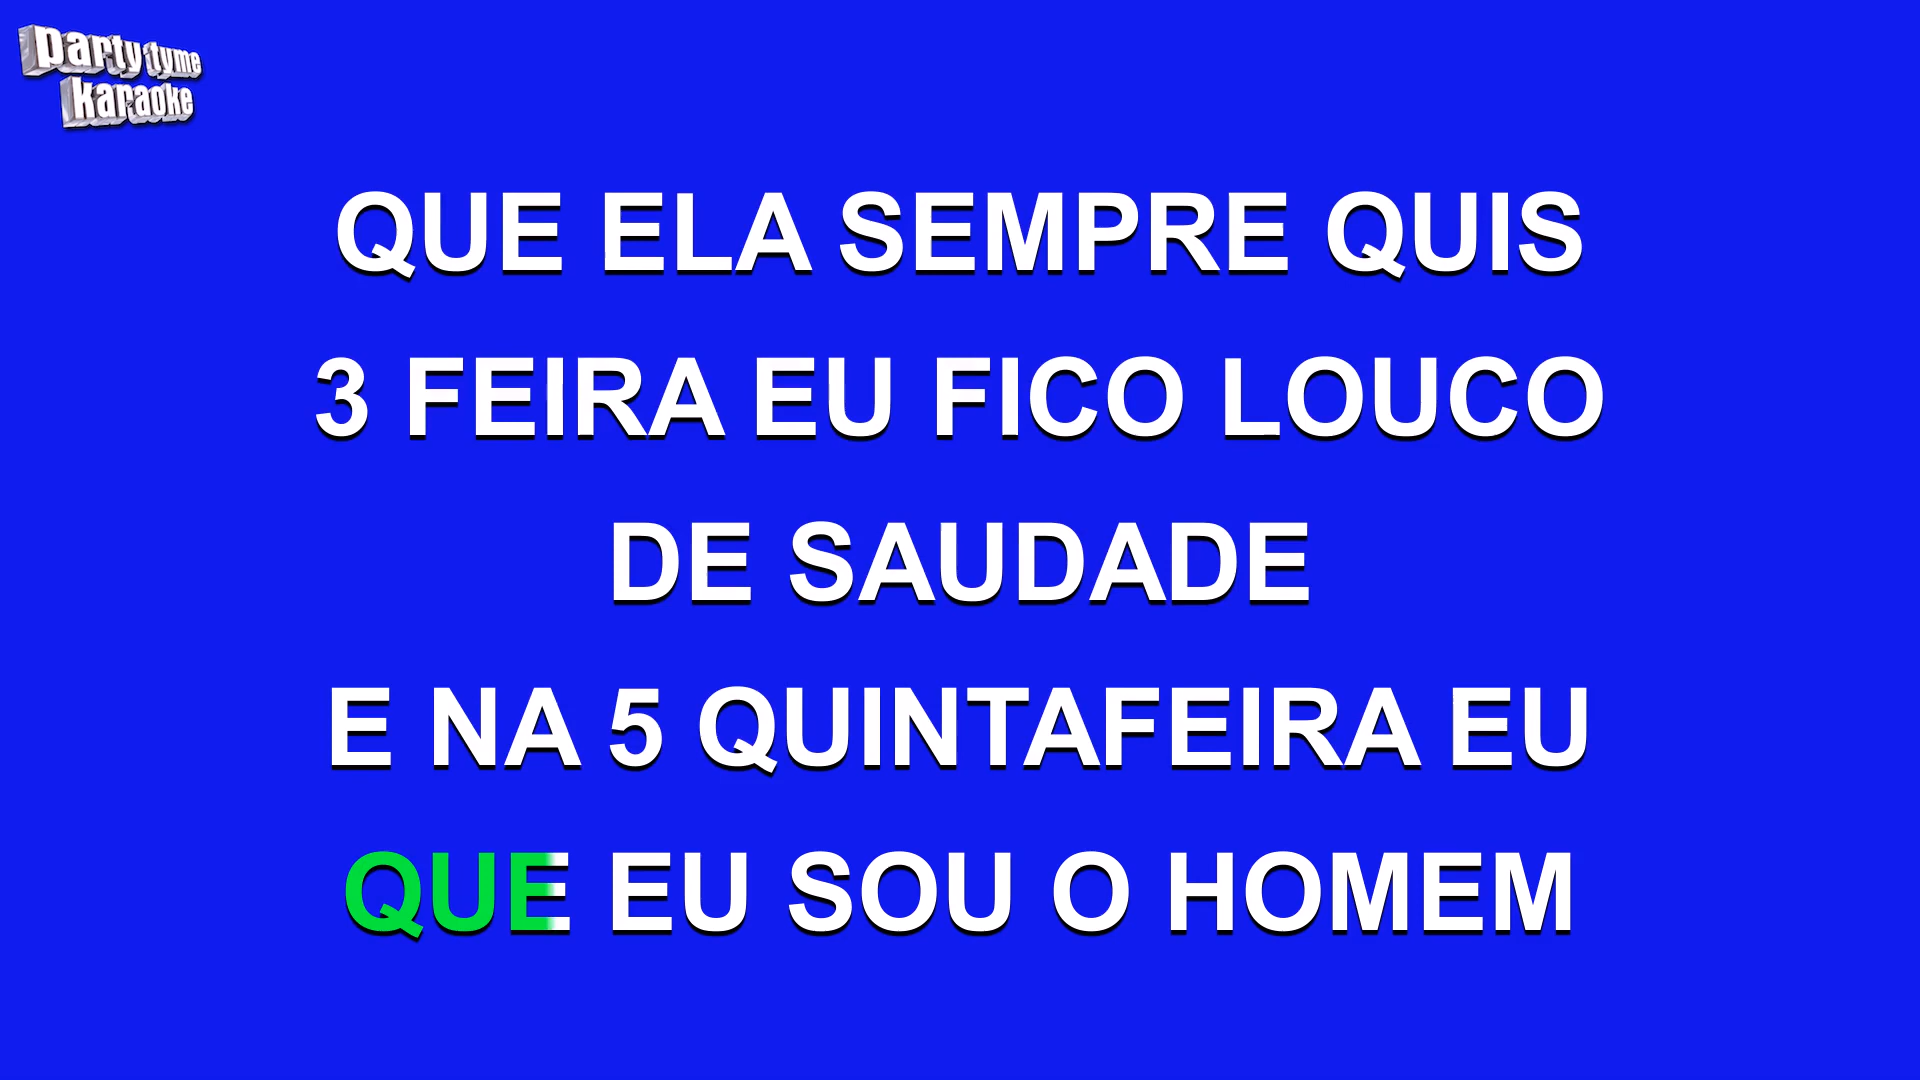 party tyme
karaoke
QUE ELA SEMPRE QUIS
3 FEIRA EU FICO LOUCO
DE SAUDADE
E NA 5 QUINTAFEIRA EU
QUE EU SOU O HOMEM